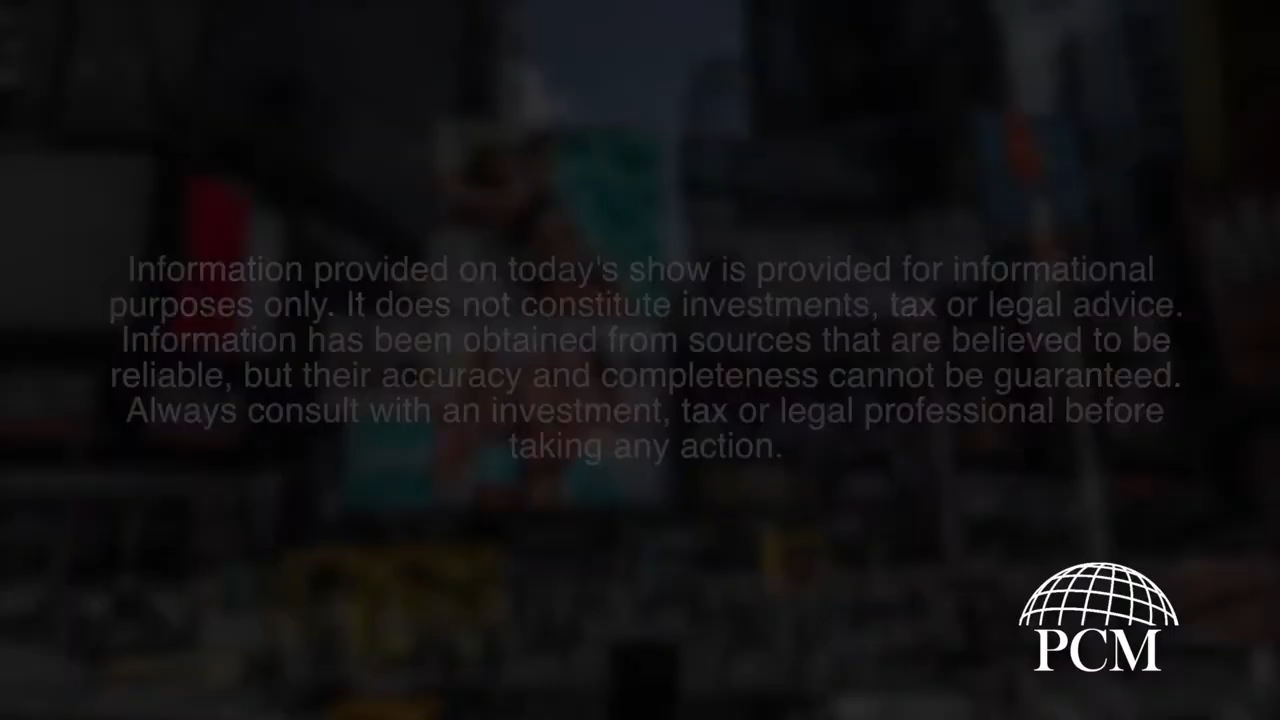 Information provided on today's show is provided for informational
purposes only. It does not constitute investments, tax or legal advice.
Information has been obtained from sources that are believed to be
reliable, but their accuracy and completeness cannot be guaranteed.
Always consult with an investment, tax or legal professional before
taking any action.
PCM